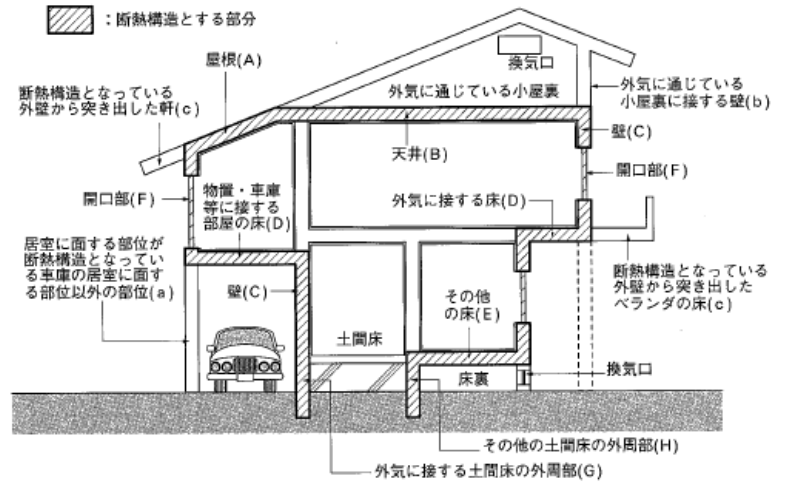 ：断熱構造とする部分
屋根(A)
換気口
断熱構造となっている
外壁から突き出した軒(c)
外気に通じている小屋裏
外気に通じている
小屋裏に接する壁(b)
壁(C)
天井(B)
開口部(F)
開口部(F)
物置・車庫
等に接する
部屋の床(D)
外気に接する床(D)
居室に面する部位が
断熱構造となってい
る車庫の居室に面す
る部位以外の部位(a)
断熱構造となっている
外壁から突き出した
ベランダの床(c)
壁(C)
その他
の床(E)
土間床
床裏
換気口
その他の土間床の外周部(H)
外気に接する土間床の外周部(G)